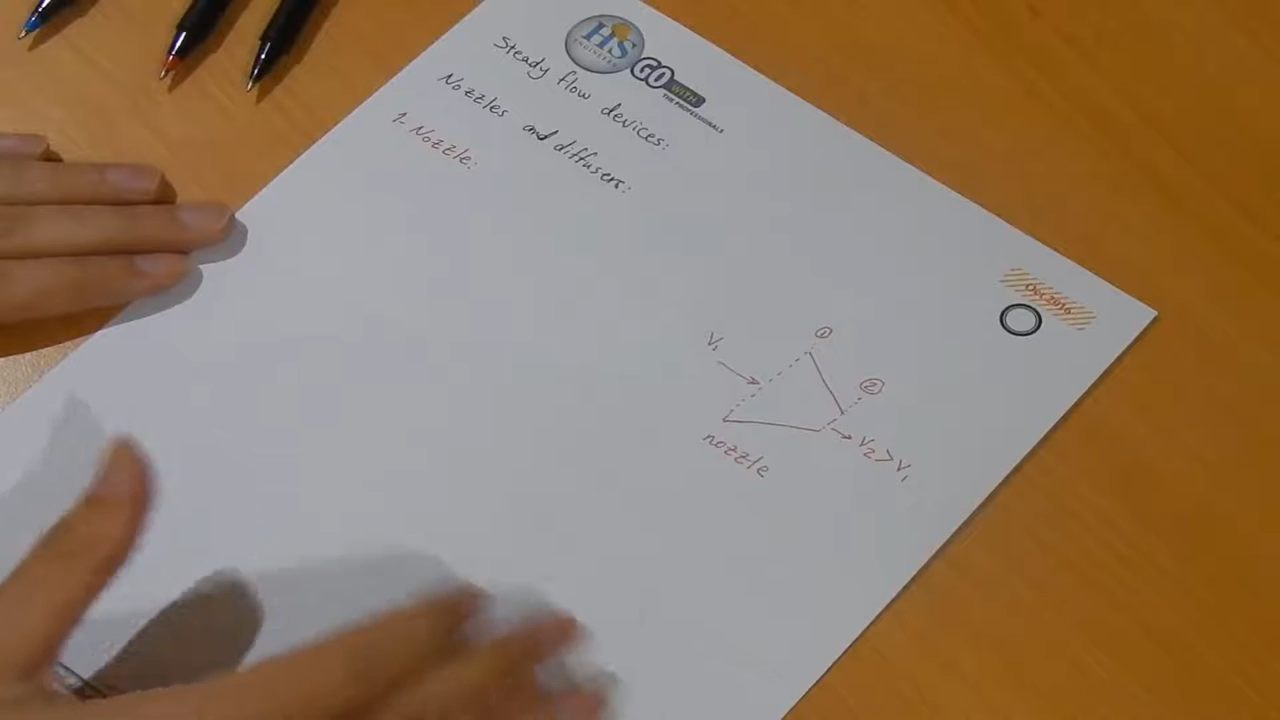 HS
ENGINEERS
GO
WITH
THE PROFESSIONALS
Steady flow devices:
Nozzles and diffusers:
1- Nozzle:
V₁
①
②
V₂>V₁
nozzle